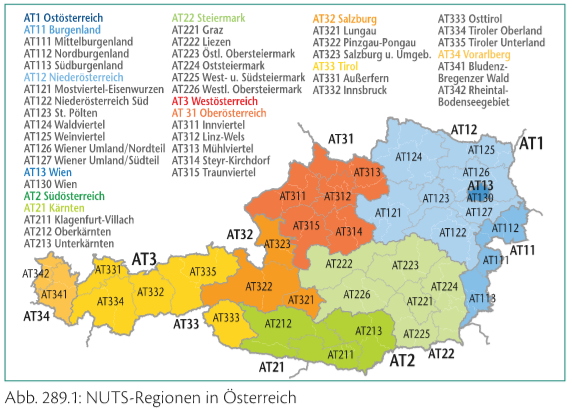 AT1 Ostösterreich
AT11 Burgenland
AT111 Mittelburgenland
AT112 Nordburgenland
AT113 Südburgenland
AT12 Niederösterreich
AT121 Mostviertel-Eisenwurzen
AT122 Niederösterreich Süd
AT123 St. Pölten
AT124 Waldviertel
AT125 Weinviertel
AT126 Wiener Umland/Nordteil
AT127 Wiener Umland/Südteil
AT13 Wien
AT130 Wien
AT2 Südösterreich
AT21 Kärnten
AT211 Klagenfurt-Villach
AT212 Oberkärnten
AT213 Unterkärnten
AT22 Steiermark
AT221 Graz
AT222 Liezen
AT223 Östl. Obersteiermark
AT224 Oststeiermark
AT225 West- u. Südsteiermark
AT226 Westl. Obersteiermark
AT3 Westösterreich
AT 31 Oberösterreich
AT311 Innviertel
AT312 Linz-Wels
AT313 Mühlviertel
AT314 Steyr-Kirchdorf
AT315 Traunviertel
AT32 Salzburg
AT321 Lungau
AT322 Pinzgau-Pongau
AT323 Salzburg u. Umgeb.
AT33 Tirol
AT331 Außerfern
AT332 Innsbruck
AT333 Osttirol
AT334 Tiroler Oberland
AT335 Tiroler Unterland
AT34 Vorarlberg
AT341 Bludenz-
Bregenzer Wald
AT342 Rheintal-
Bodenseegebiet
AT12
AT1
AT31
AT125
AT124
AT313
AT126
AT13
AT130
AT311
AT312
AT123
AT121
AT127
AT112
AT315
AT314
AT122
AT32
AT323
AT11
AT111
AT3
AT222
AT223
AT342
AT331
AT335
AT341
AT334
AT332
AT322
AT321
AT226
AT224
AT221
AT113
AT34
AT33
AT333
AT212
AT213
AT225
AT211
AT2
AT22
AT21
Abb. 289.1: NUTS-Regionen in Österreich